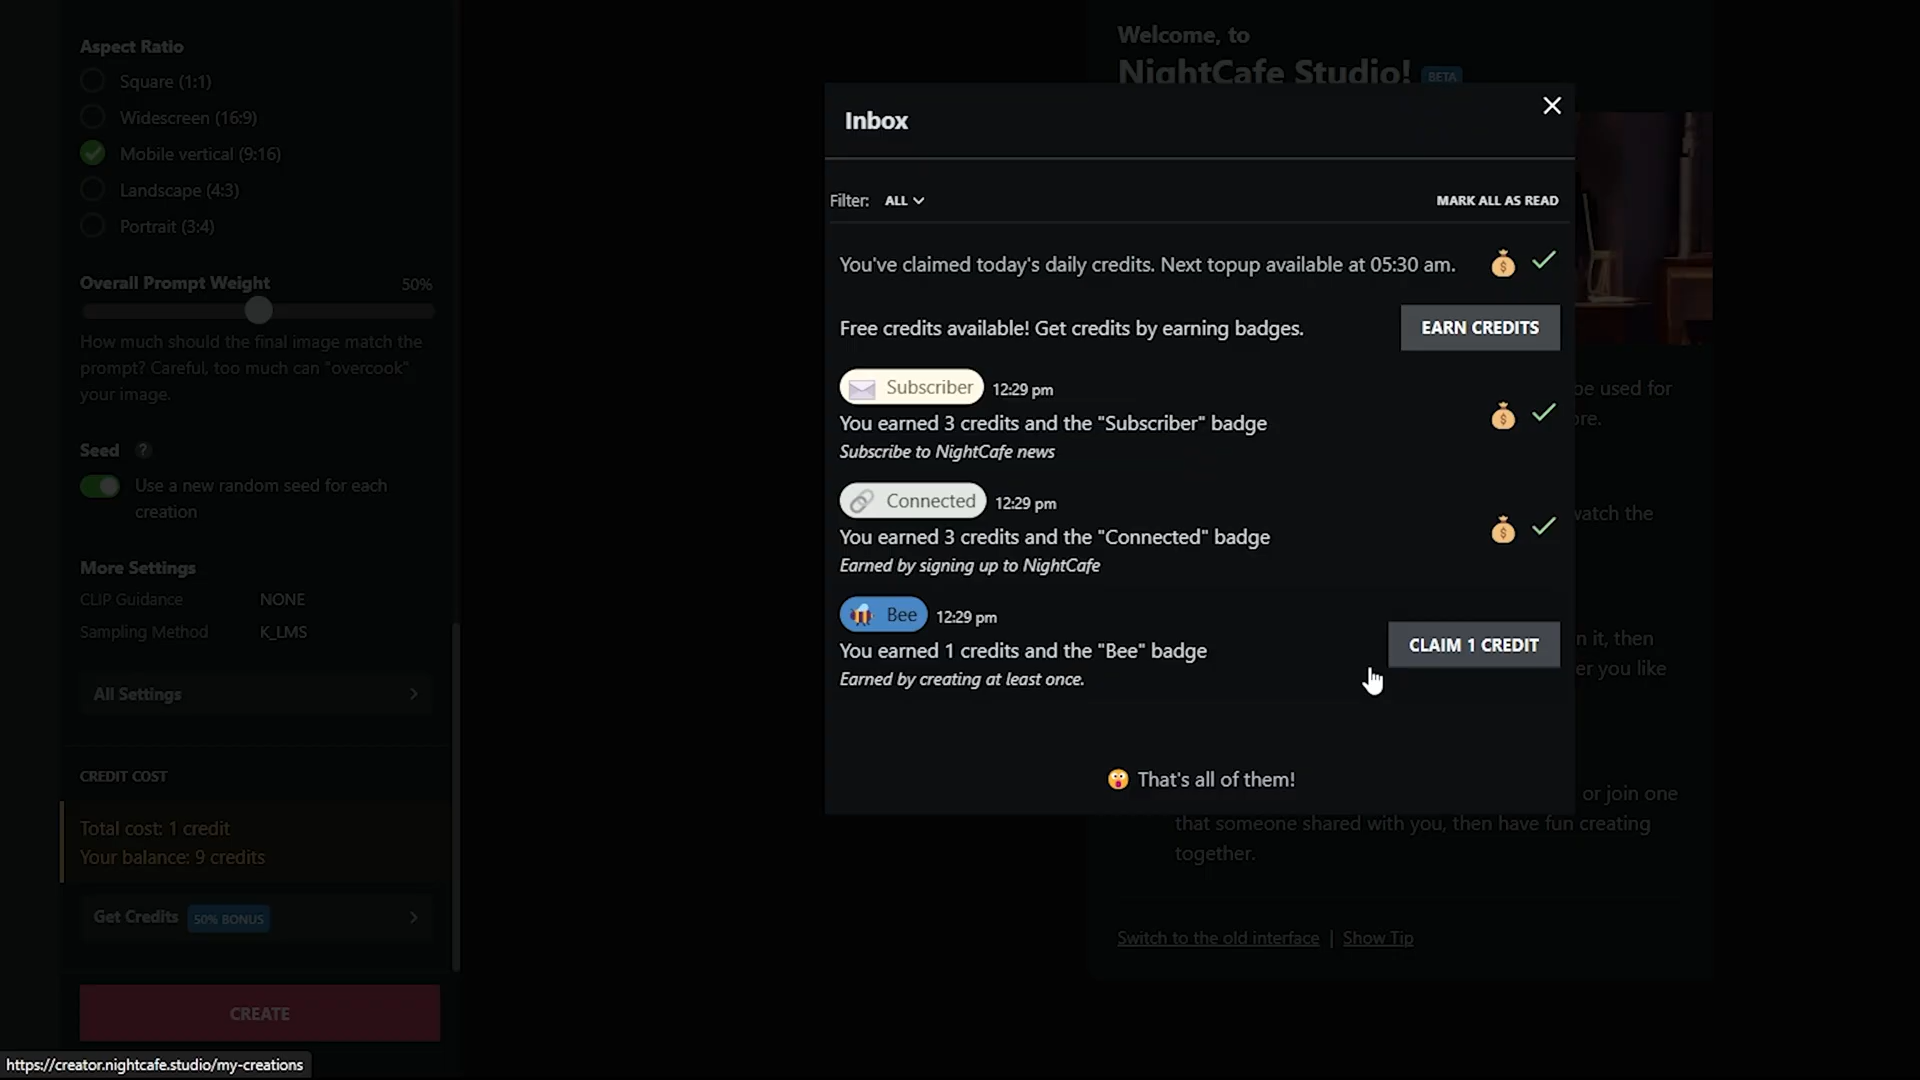 Aspect Ratio
Square (1:1)
Widescreen (16:9)
Mobile vertical (9:16)
Landscape (4:3)
Portrait (3:4)
Overall Prompt Weight 50%
How much should the final image match the
prompt? Careful, too much can "overcook"
your image.
Seed ?
Use a new random seed for each
creation
More Settings
CLIP Guidance NONE
Sampling Method K_LMS
All Settings
CREDIT COST
Total cost: 1 credit
Your balance: 9 credits
Get Credits 50% BONUS
CREATE
https://creator.nightcafe.studio/my-creations
Welcome, to
NightCafe Studio! BETA
Inbox
Filter: ALL MARK ALL AS READ
You've claimed today's daily credits. Next topup available at 05:30 am.
Free credits available! Get credits by earning badges. EARN CREDITS
Subscriber 12:29 pm
You earned 3 credits and the "Subscriber" badge
Subscribe to NightCafe news
Connected 12:29 pm
You earned 3 credits and the "Connected" badge
Earned by signing up to NightCafe
Bee 12:29 pm
You earned 1 credits and the "Bee" badge
Earned by creating at least once.
CLAIM 1 CREDIT
That's all of them!
be used for
watch the
n it, then
er you like
or join one
that someone shared with you, then have fun creating
together.
Switch to the old interface | Show Tip